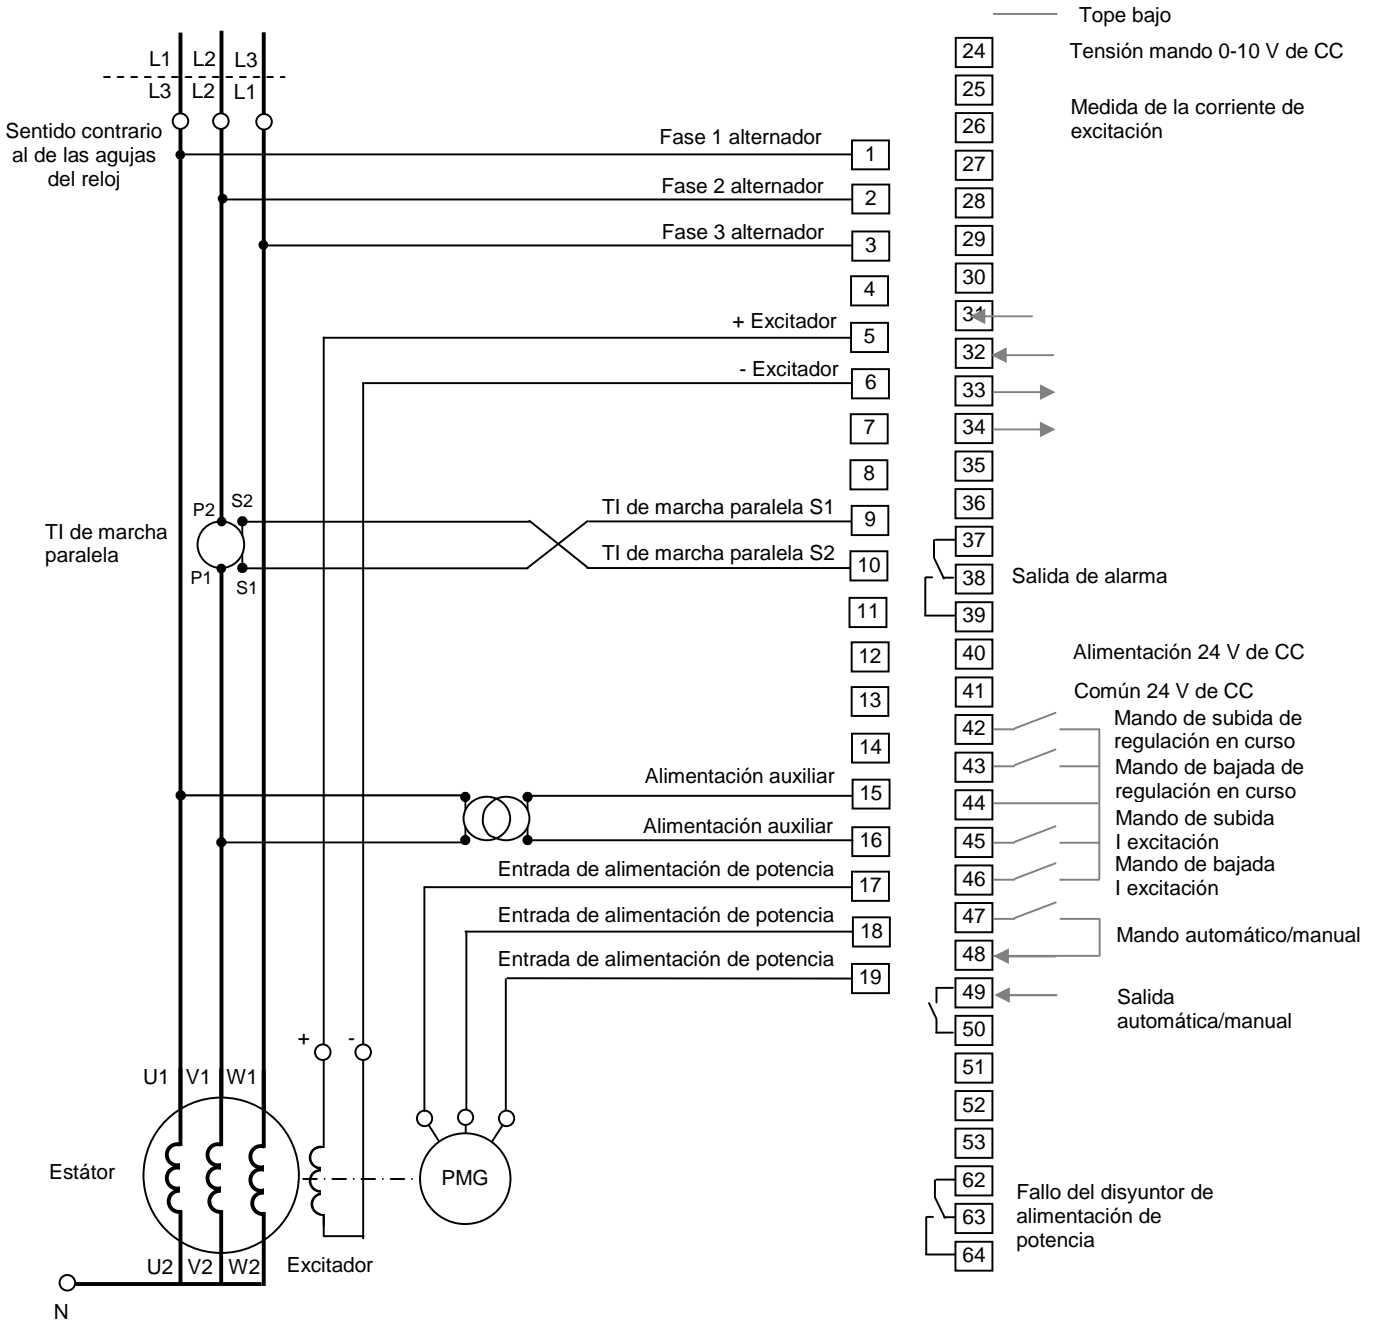 Tope bajo
L1 L2 L3
L3 L2 L1
Sentido contrario
al de las agujas
del reloj
Fase 1 alternador 1
Fase 2 alternador 2
Fase 3 alternador 3
4
+ Excitador 5
- Excitador 6
7
8
TI de marcha
paralela
P2 S2
P1 S1
TI de marcha paralela S1 9
TI de marcha paralela S2 10
11
12
13
14
Alimentación auxiliar 15
Alimentación auxiliar 16
Entrada de alimentación de potencia 17
Entrada de alimentación de potencia 18
Entrada de alimentación de potencia 19
+ -
U1 V1 W1
Estátor
PMG
U2 V2 W2
Excitador
N
24 Tensión mando 0-10 V de CC
25
Medida de la corriente de
excitación
26
27
28
29
30
31
32
33
34
35
36
37
38 Salida de alarma
39
40 Alimentación 24 V de CC
41 Común 24 V de CC
42 Mando de subida de
regulación en curso
43 Mando de bajada de
regulación en curso
44
45 Mando de subida
I excitación
46 Mando de bajada
I excitación
47
Mando automático/manual
48
49 Salida
automática/manual
50
51
52
53
62 Fallo del disyuntor de
63 alimentación de
potencia
64